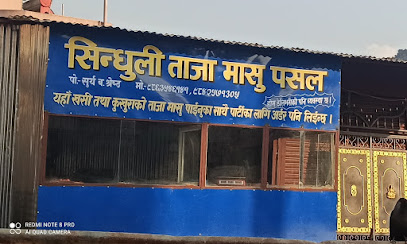 सिन्धुली ताजा मासु पसल
पो:- सूर्य ब. श्रेष्ठ मो.-
यहाँ खसी तथा कुखुराको ताजा मासु पाईनुका साथै पार्टीका लागि अर्डर पनि लिईन्छ ।
REDMI NOTE 8 PRO
AI QUAD CAMERA